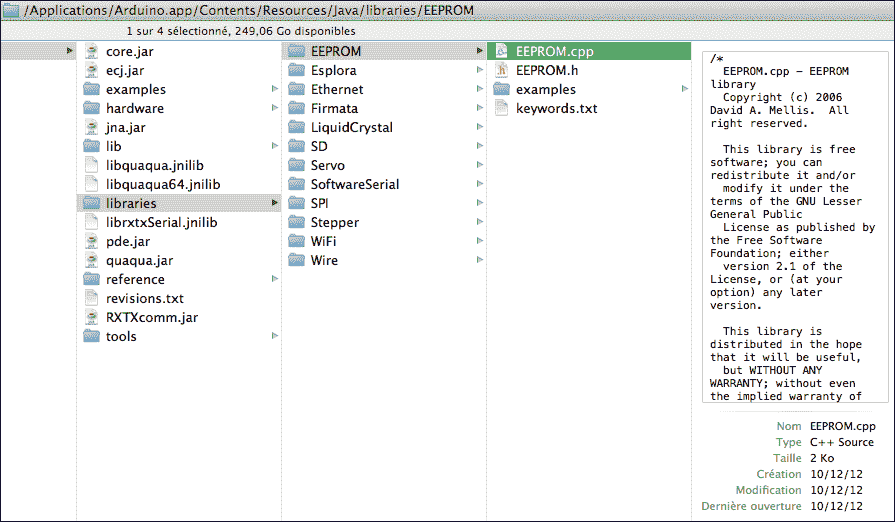 /Applications/Arduino.app/Contents/Resources/Java/libraries/EEPROM
1 sur 4 sélectionné, 249,06 Go disponibles
core.jar
ecj.jar
examples
hardware
jna.jar
lib
libquaqua.jnilib
libquaqua64.jnilib
libraries
librxtxSerial.jnilib
pde.jar
quaqua.jar
reference
revisions.txt
RXTXcomm.jar
tools
EEPROM
Esplora
Ethernet
Firmata
LiquidCrystal
SD
Servo
SoftwareSerial
SPI
Stepper
WiFi
Wire
EEPROM.cpp
EEPROM.h
examples
keywords.txt
/*
EEPROM.cpp - EEPROM
library
Copyright (c) 2006
David A. Mellis.  All
right reserved.
This library is free
software; you can
redistribute it and/or
modify it under the
terms of the GNU Lesser
General Public
License as published by
the Free Software
Foundation; either
version 2.1 of the
License, or (at your
option) any later
version.
This library is
distributed in the hope
that it will be useful,
but WITHOUT ANY
WARRANTY; without even
the implied warranty of
Nom EEPROM.cpp
Type C++ Source
Taille 2 Ko
Création 10/12/12
Modification 10/12/12
Dernière ouverture 10/12/12